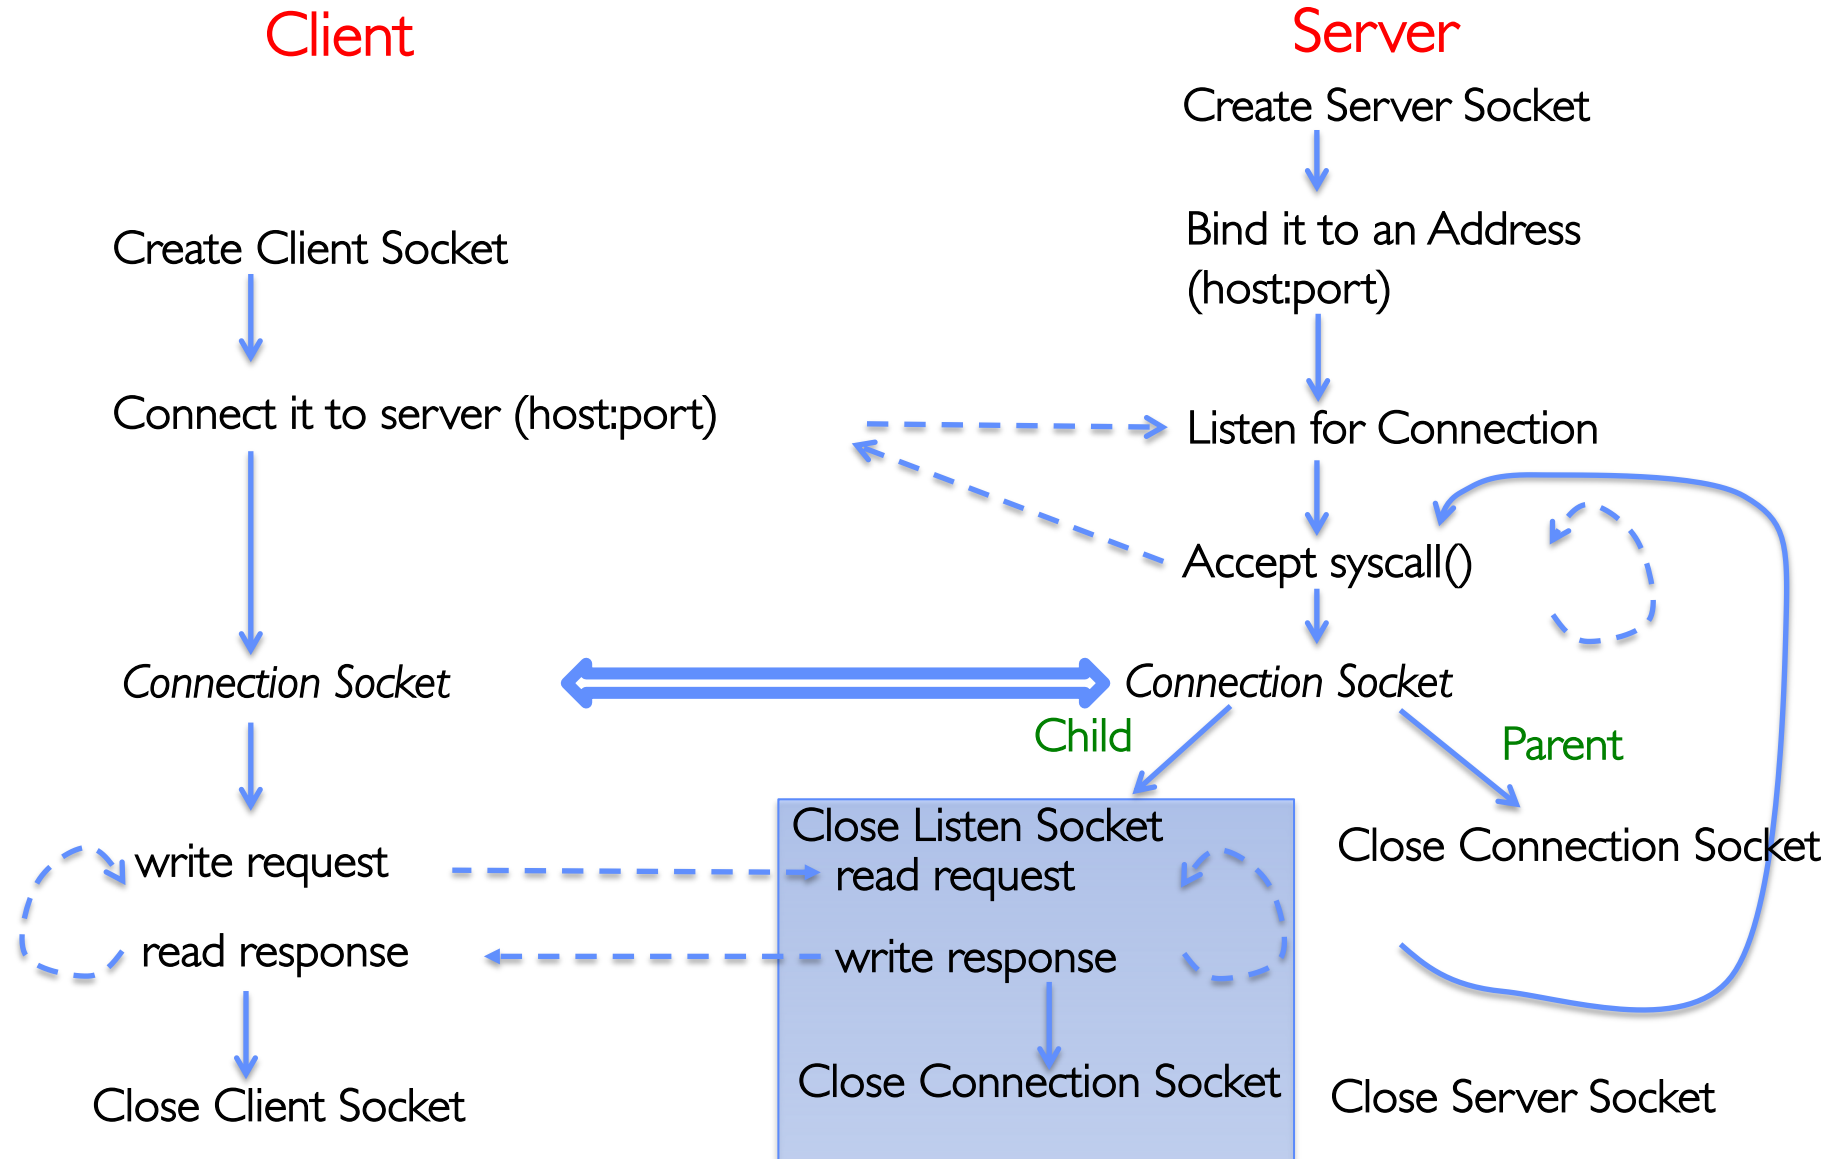 Client
Server
Create Server Socket
Bind it to an Address
(host:port)
Create Client Socket
Connect it to server (host:port)
Listen for Connection
Accept syscall()
Connection Socket
Connection Socket
Child
Parent
Close Listen Socket
Close Connection Socket
write request
read request
read response
write response
Close Connection Socket
Close Client Socket
Close Server Socket